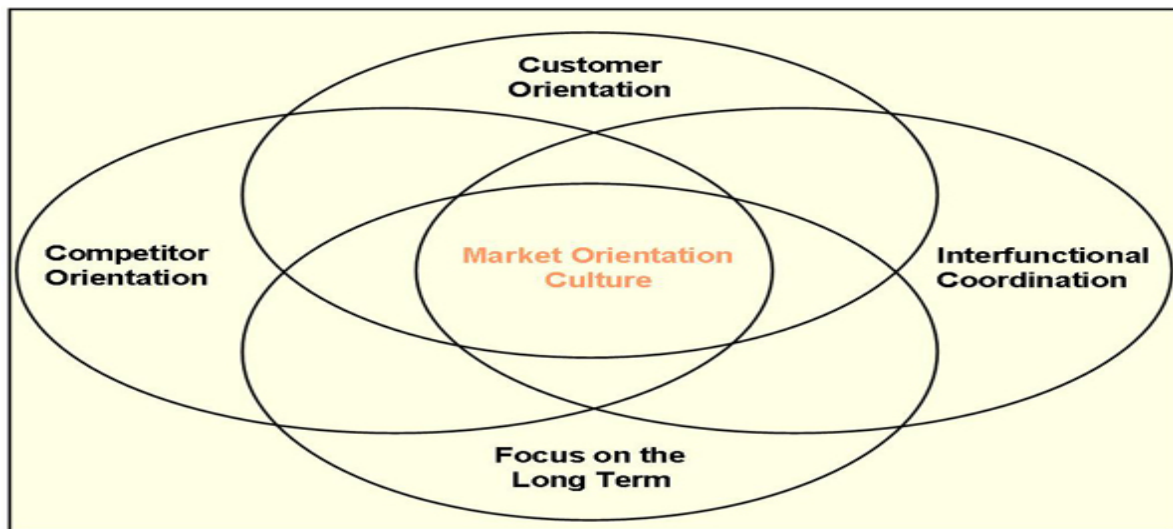 Customer
Orientation
Competitor
Orientation
Market Orientation
Culture
Interfunctional
Coordination
Focus on the
Long Term